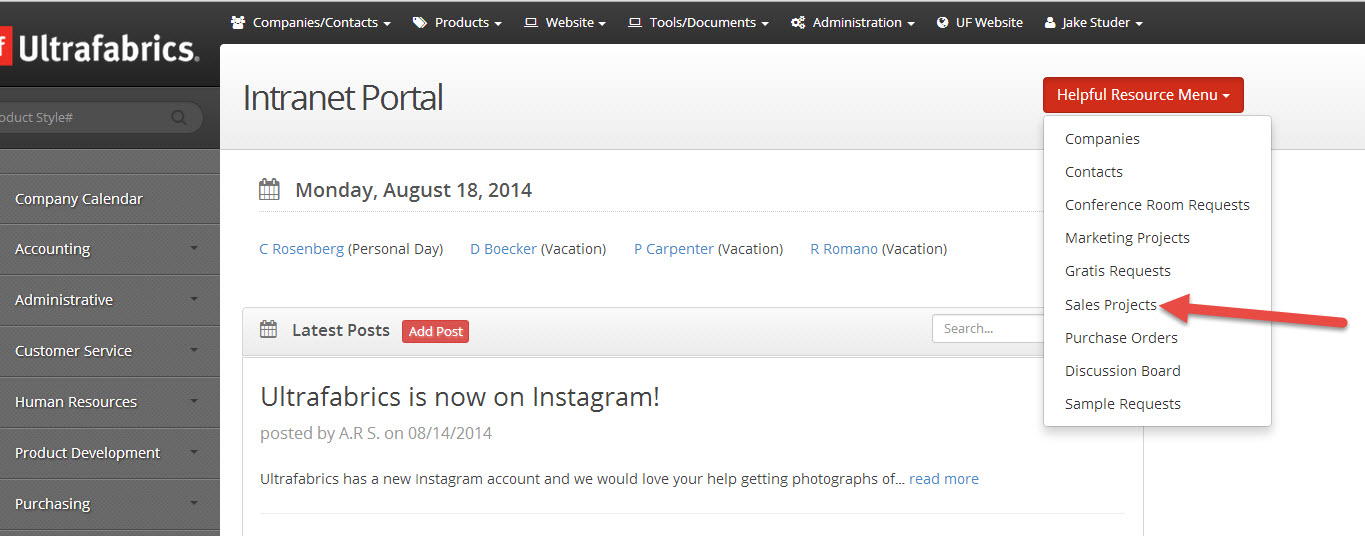 Companies/Contacts Products Website Tools/Documents Administration UF Website Jake Studer
f Ultrafabrics.
Intranet Portal
Helpful Resource Menu
oduct Style#
Companies
Contacts
Conference Room Requests
Marketing Projects
Gratis Requests
Sales Projects
Purchase Orders
Discussion Board
Sample Requests
Company Calendar
Accounting
Administrative
Customer Service
Human Resources
Product Development
Purchasing
Monday, August 18, 2014
C Rosenberg (Personal Day) D Boecker (Vacation) P Carpenter (Vacation) R Romano (Vacation)
Latest Posts Add Post Search...
Ultrafabrics is now on Instagram!
posted by A.R S. on 08/14/2014
Ultrafabrics has a new Instagram account and we would love your help getting photographs of... read more